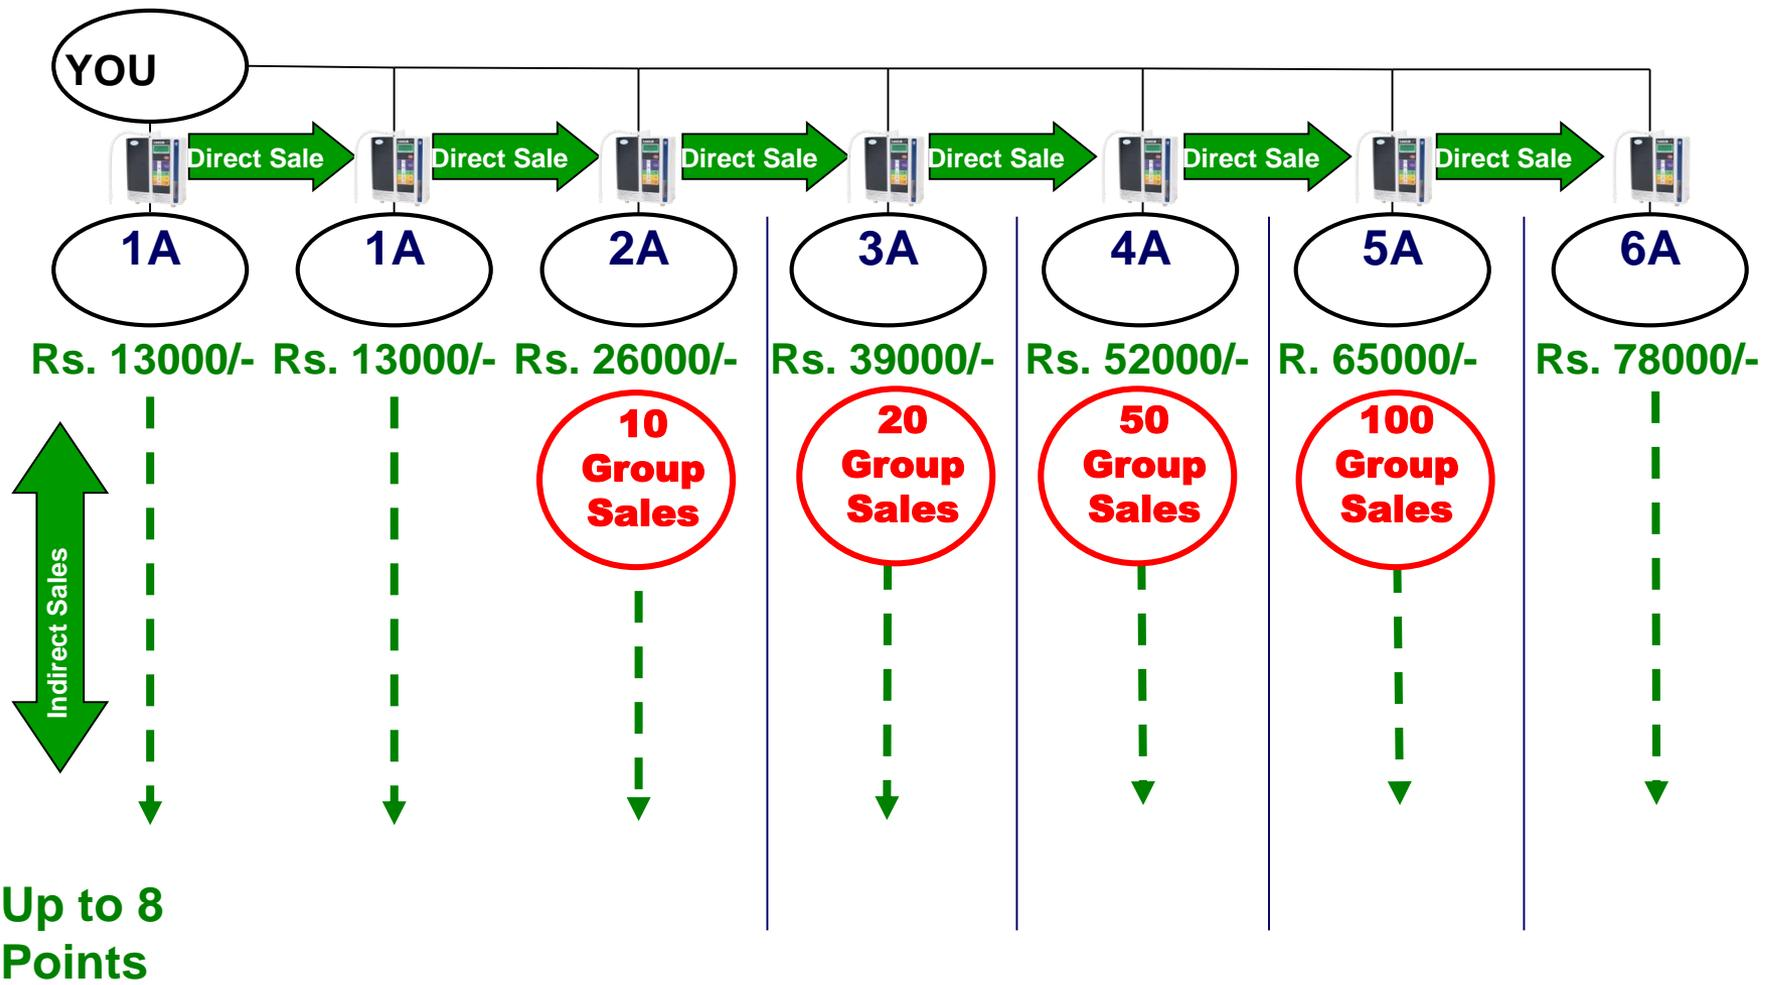 YOU
Direct Sale Direct Sale Direct Sale Direct Sale Direct Sale Direct Sale
1A 1A 2A 3A 4A 5A 6A
Rs. 13000/- Rs. 13000/- Rs. 26000/- Rs. 39000/- Rs. 52000/- R. 65000/- Rs. 78000/-
10
Group
Sales
20
Group
Sales
50
Group
Sales
100
Group
Sales
Indirect Sales
Up to 8
Points